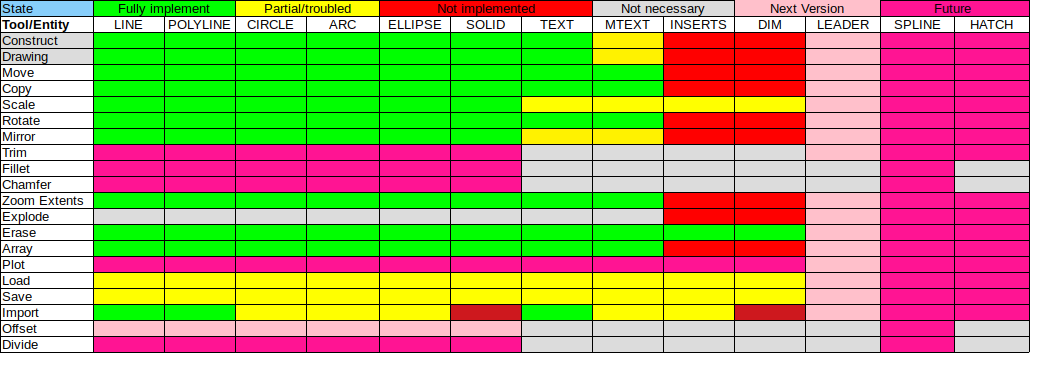 State Fully implement Partial/troubled Not implemented Not necessary Next Version Future
Tool/Entity LINE POLYLINE CIRCLE ARC ELLIPSE SOLID TEXT MTEXT INSERTS DIM LEADER SPLINE HATCH
Construct
Drawing
Move
Copy
Scale
Rotate
Mirror
Trim
Fillet
Chamfer
Zoom Extents
Explode
Erase
Array
Plot
Load
Save
Import
Offset
Divide